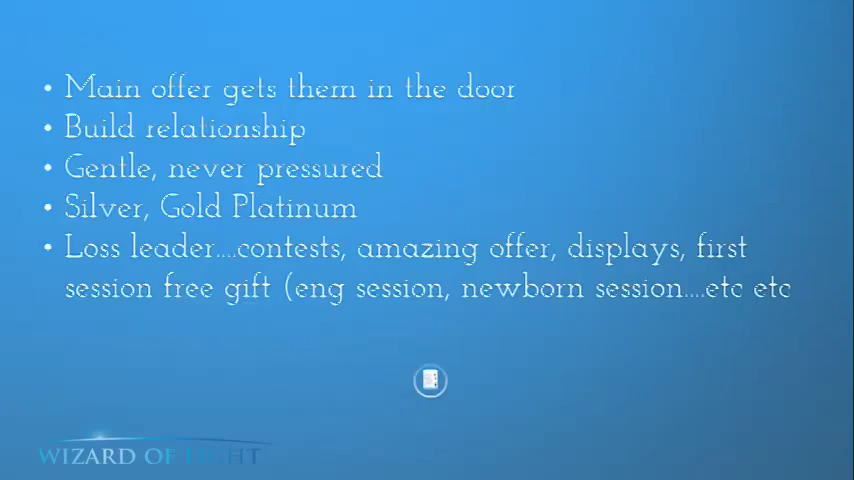 • Main offer gets them in the door
• Build relationship
• Gentle, never pressured
• Silver, Gold Platinum
• Loss leader....contests, amazing offer, displays, first
session free gift (eng session, newborn session....etc etc
WIZARD OF LIGHT